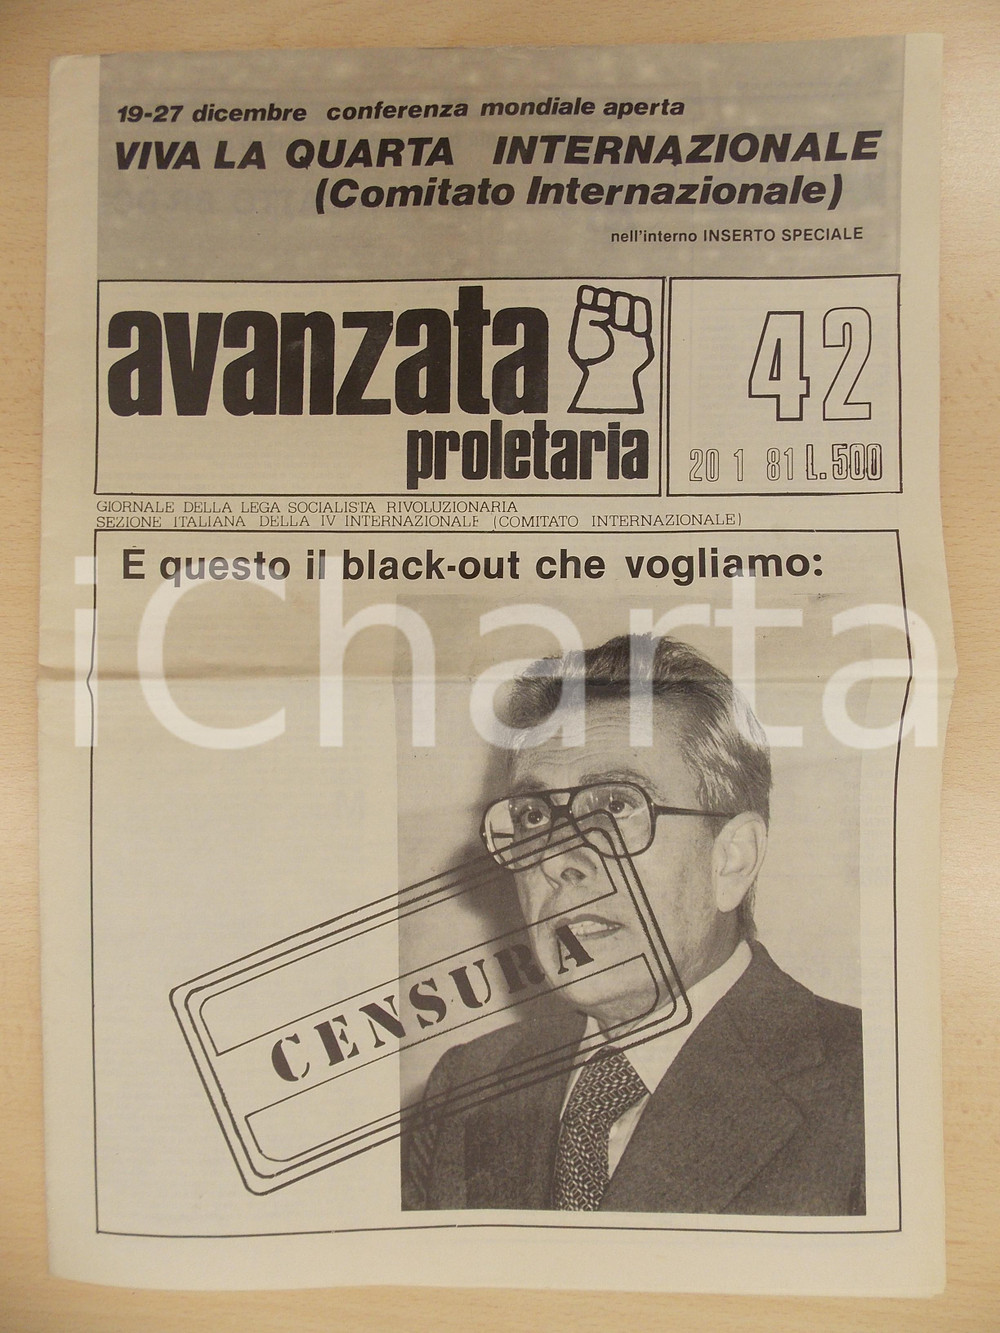 19-27 dicembre conferenza mondiale aperta
VIVA LA QUARTA INTERNAZIONALE
(Comitato Internazionale)
nell'interno INSERTO SPECIALE
avanzata
proletaria
42
20 1 81 L. 500
GIORNALE DELLA LEGA SOCIALISTA RIVOLUZIONARIA
SEZIONE ITALIANA DELLA IV INTERNAZIONALE (COMITATO INTERNAZIONALE)
E questo il black-out che vogliamo:
iCharta
CENSURA